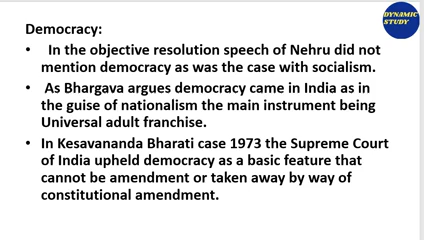 DYNAMIC
STUDY
Democracy:
• In the objective resolution speech of Nehru did not
mention democracy as was the case with socialism.
• As Bhargava argues democracy came in India as in
the guise of nationalism the main instrument being
Universal adult franchise.
• In Kesavananda Bharati case 1973 the Supreme Court
of India upheld democracy as a basic feature that
cannot be amendment or taken away by way of
constitutional amendment.